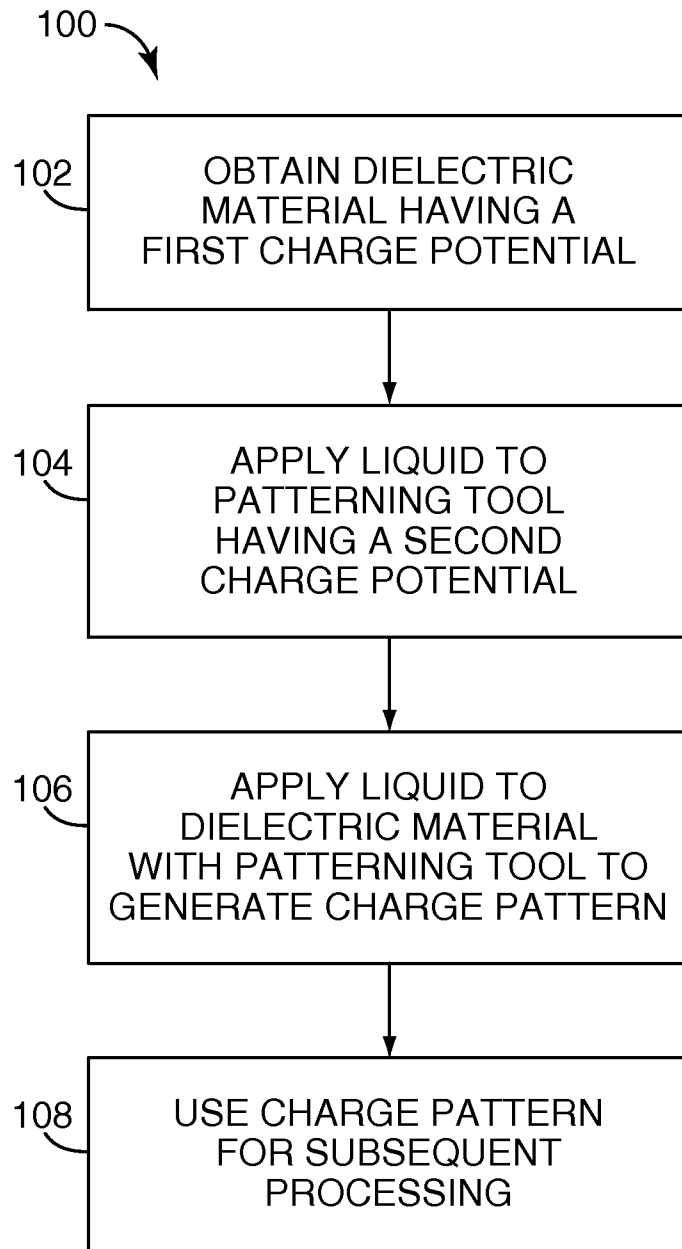 100
102
OBTAIN DIELECTRIC
MATERIAL HAVING A
FIRST CHARGE POTENTIAL
104
APPLY LIQUID TO
PATTERNING TOOL
HAVING A SECOND
CHARGE POTENTIAL
106
APPLY LIQUID TO
DIELECTRIC MATERIAL
WITH PATTERNING TOOL TO
GENERATE CHARGE PATTERN
108
USE CHARGE PATTERN
FOR SUBSEQUENT
PROCESSING